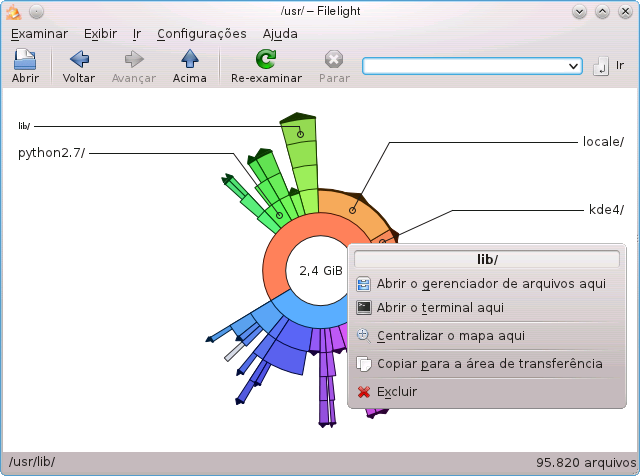 /usr/ – Filelight
Examinar Exibir Ir Configurações Ajuda
Abrir Voltar Avançar Acima Re-examinar Parar Ir
lib/
python2.7/
locale/
kde4/
2,4 GiB
lib/
Abrir o gerenciador de arquivos aqui
Abrir o terminal aqui
Centralizar o mapa aqui
Copiar para a área de transferência
Excluir
/usr/lib/ 95.820 arquivos